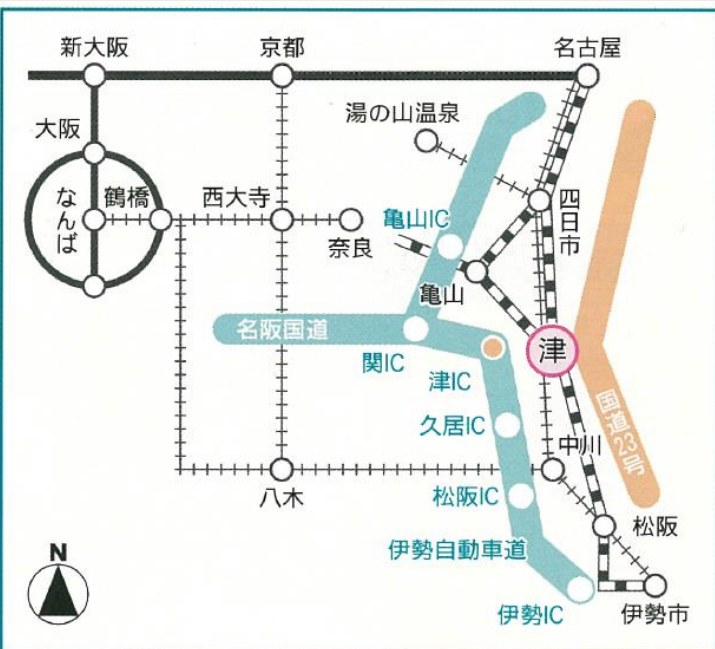 新大阪
京都
名古屋
湯の山温泉
大阪
なんば
鶴橋
西大寺
奈良
亀山IC
四日市
亀山
名阪国道
関IC
津IC
津
久居IC
中川
国道23号
八木
松阪IC
松阪
伊勢自動車道
伊勢IC
伊勢市
N